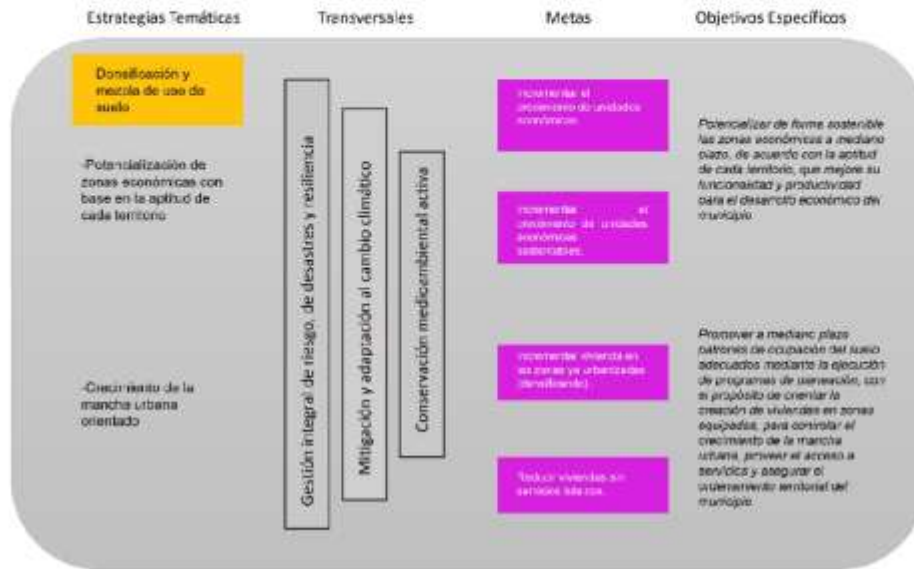 Estrategias Temáticas
Transversales
Metas
Objetivos Específicos
Densificación y
mezcla de uso de
suelo
-Potencialización de
zonas económicas con
base en la aptitud de
cada territorio
-Crecimiento de la
mancha urbana
orientado
Gestión integral de riesgo, de desastres y resiliencia
Mitigación y adaptación al cambio climático
Conservación medioambiental activa
Incrementar el
crecimiento de unidades
económicas.
Incrementar el
crecimiento de unidades
económicas
sustentables.
Incrementar vivienda en
las zonas ya urbanizadas
(densificando).
Reducir viviendas sin
servicios básicos.
Potencializar de forma sostenible
las zonas económicas a mediano
plazo, de acuerdo con la aptitud
de cada territorio, que mejore su
funcionalidad y productividad
para el desarrollo económico del
municipio.
Promover a mediano plazo
patrones de ocupación del suelo
adecuados mediante la ejecución
de programas de planeación, con
el propósito de orientar la
creación de viviendas en zonas
equipadas, para controlar el
crecimiento de la mancha
urbana, proveer el acceso a
servicios y asegurar el
ordenamiento territorial del
municipio.